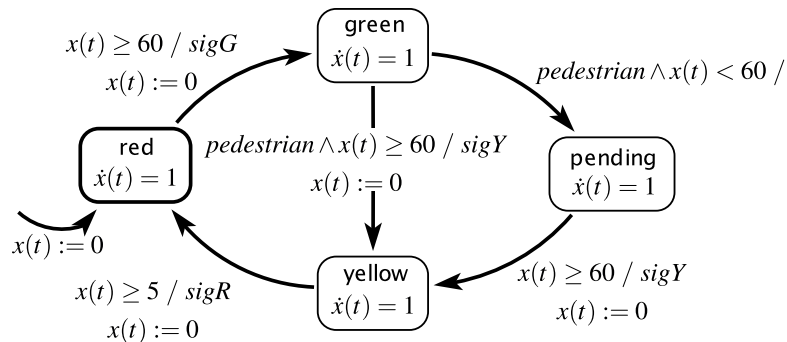 green
ẋ(t) = 1
x(t) ≥ 60 / sigG
x(t) := 0
pedestrian ∧ x(t) < 60 /
pedestrian ∧ x(t) ≥ 60 / sigY
x(t) := 0
red
ẋ(t) = 1
pending
ẋ(t) = 1
x(t) := 0
yellow
ẋ(t) = 1
x(t) ≥ 5 / sigR
x(t) := 0
x(t) ≥ 60 / sigY
x(t) := 0